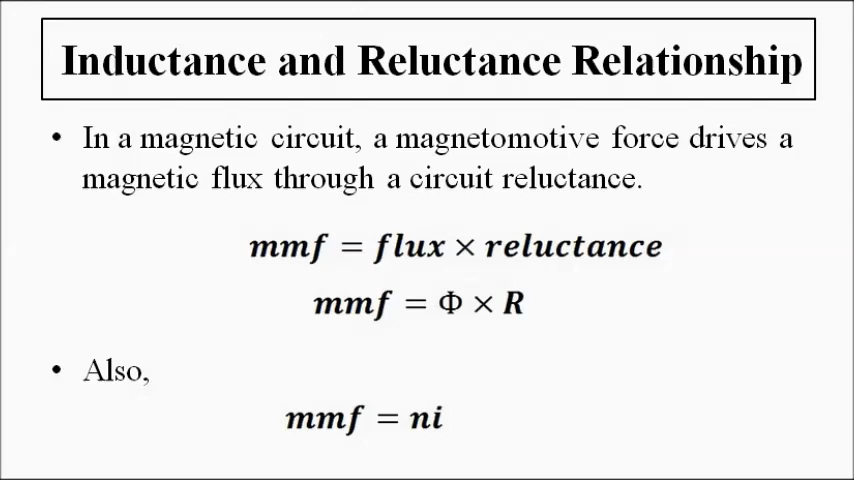 Inductance and Reluctance Relationship
• In a magnetic circuit, a magnetomotive force drives a
magnetic flux through a circuit reluctance.
mmf = flux × reluctance
mmf = Φ × R
• Also,
mmf = ni